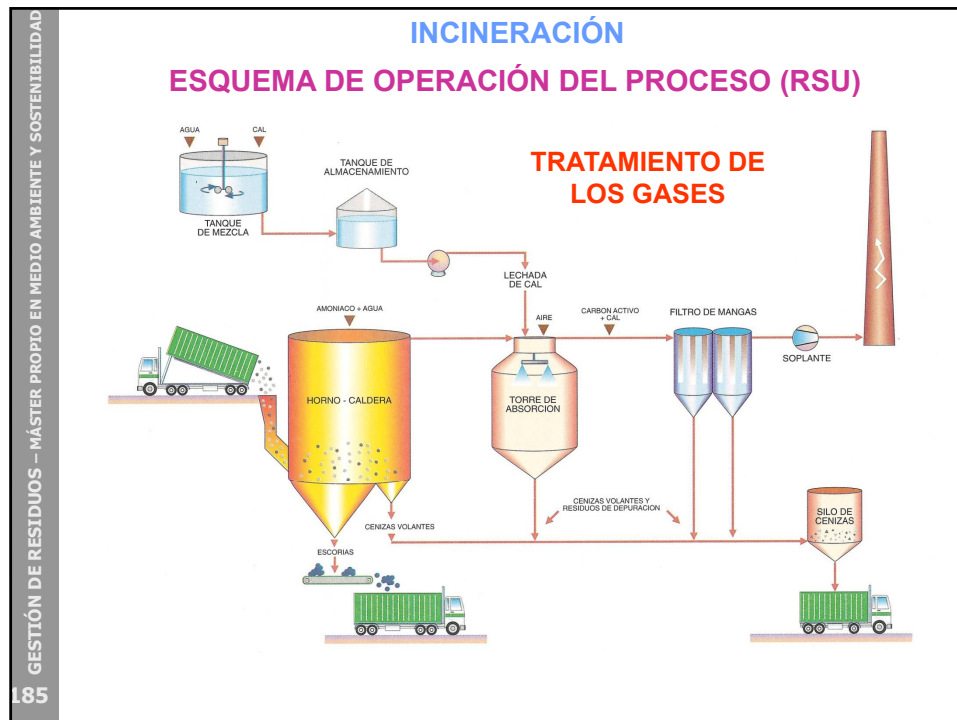 INCINERACIÓN
ESQUEMA DE OPERACIÓN DEL PROCESO (RSU)
GESTIÓN DE RESIDUOS – MÁSTER PROPIO EN MEDIO AMBIENTE Y SOSTENIBILIDAD
AGUA
CAL
TANQUE
DE MEZCLA
TANQUE DE
ALMACENAMIENTO
TRATAMIENTO DE
LOS GASES
LECHADA
DE CAL
AMONIACO + AGUA
AIRE
CARBON ACTIVO
+ CAL
FILTRO DE MANGAS
SOPLANTE
HORNO - CALDERA
TORRE DE
ABSORCIÓN
CENIZAS VOLANTES Y
RESIDUOS DE DEPURACION
SILO DE
CENIZAS
CENIZAS VOLANTES
ESCORIAS
185